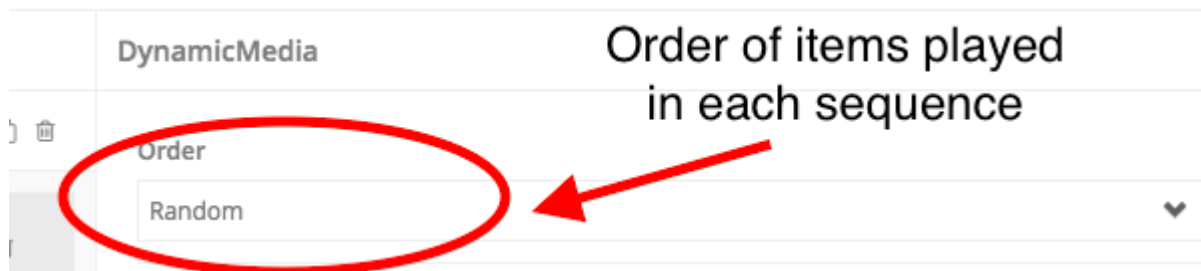 DynamicMedia
Order of items played
in each sequence
Order
Random